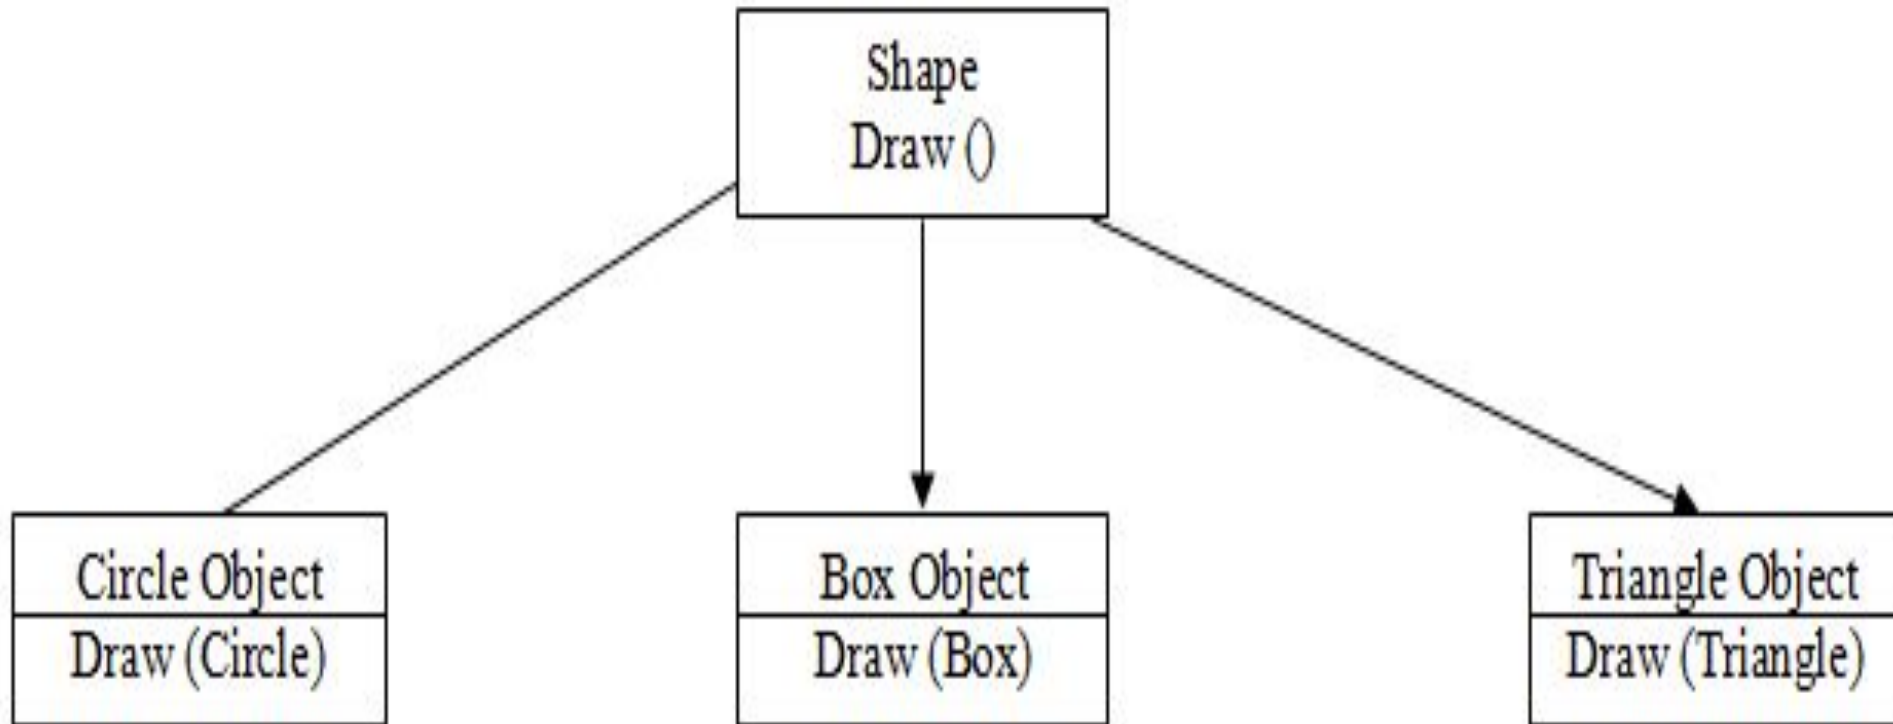 Shape
Draw ()
Circle Object
Draw (Circle)
Box Object
Draw (Box)
Triangle Object
Draw (Triangle)